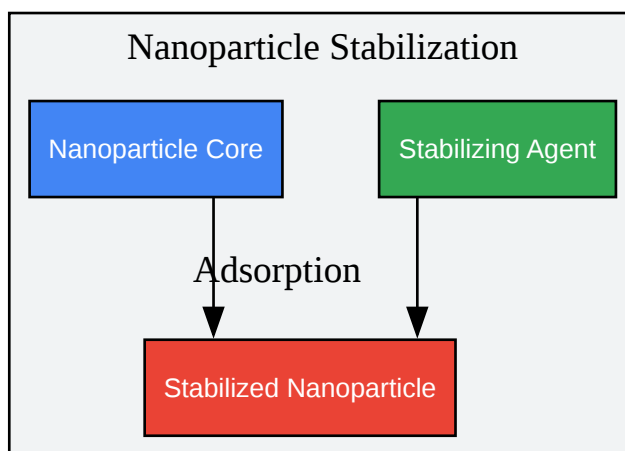 Nanoparticle Stabilization
Nanoparticle Core
Stabilizing Agent
Adsorption
Stabilized Nanoparticle